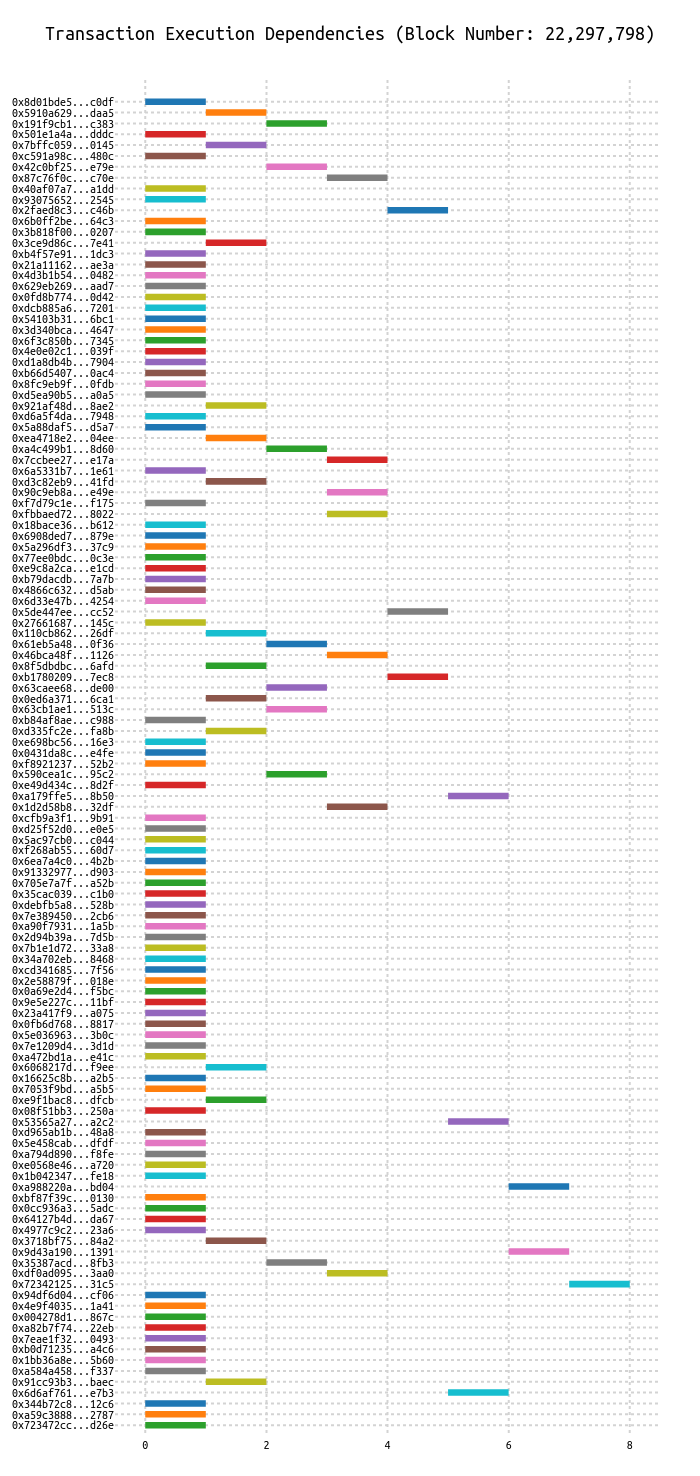 Transaction Execution Dependencies (Block Number: 22,297,798)
0x8d01bde5...c0df
0x5910a629...daa5
0x191f9cb1...c383
0x501e1a4a...dddc
0x7bffc059...0145
0xc591a98c...480c
0x42c0bf25...e79e
0x87c76f0c...c70e
0x40af07a7...a1dd
0x93075652...2545
0x2faed8c3...c46b
0x6b0ff2be...64c3
0x3b818f00...0207
0x3ce9d86c...7e41
0xb4f57e91...1dc3
0x21a11162...ae3a
0x4d3b1b54...0482
0x629eb269...aad7
0x0fd8b774...0d42
0xdcb885a6...7201
0x54103b31...6bc1
0x3d340bca...4647
0x6f3c850b...7345
0x4e0e02c1...039f
0xd1a8db4b...7904
0xb66d5407...0ac4
0x8fc9eb9f...0fdb
0xd5ea90b5...a0a5
0x921af48d...8ae2
0xd6a5f4da...7948
0x5a88daf5...d5a7
0xea4718e2...04ee
0xa4c499b1...8d60
0x7ccbee27...e17a
0x6a5331b7...1e61
0xd3c82eb9...41fd
0x90c9eb8a...e49e
0xf7d79c1e...f175
0xfbbaed72...8022
0x18bace36...b612
0x6908ded7...879e
0x5a296df3...37c9
0x77ee0bdc...0c3e
0xe9c8a2ca...e1cd
0xb79dacdb...7a7b
0x4866c632...d5ab
0x6d33e47b...4254
0x5de447ee...cc52
0x27661687...145c
0x110cb862...26df
0x61eb5a48...0f36
0x46bca48f...1126
0x8f5dbdbc...6afd
0xb1780209...7ec8
0x63caee68...de00
0x0ed6a371...6ca1
0x63cb1ae1...513c
0xb84af8ae...c988
0xd335fc2e...fa8b
0xe698bc56...16e3
0x0431da8c...e4fe
0xf8921237...52b2
0x590cea1c...95c2
0xe49d434c...8d2f
0xa179ffe5...8b50
0x1d2d58b8...32df
0xcfb9a3f1...9b91
0xd25f52d0...e0e5
0x5ac97cb0...c044
0xf268ab55...60d7
0x6ea7a4c0...4b2b
0x91332977...d903
0x705e7a7f...a52b
0x35cac039...c1b0
0xdebfb5a8...528b
0x7e389450...2cb6
0xa90f7931...1a5b
0x2d94b39a...7d5b
0x7b1e1d72...33a8
0x34a702eb...8468
0xcd341685...7f56
0x2e58879f...018e
0x0a69e2d4...f5bc
0x9e5e227c...11bf
0x23a417f9...a075
0x0fb6d768...8817
0x5e036963...3b0c
0x7e1209d4...3d1d
0xa472bd1a...e41c
0x6068217d...f9ee
0x16625c8b...a2b5
0x7053f9bd...a5b5
0xe9f1bac8...dfcb
0x08f51bb3...250a
0x53565a27...a2c2
0xd965ab1b...48a8
0x5e458cab...dfdf
0xa794d890...f8fe
0xe0568e46...a720
0x1b042347...fe18
0xa988220a...bd04
0xbf87f39c...0130
0x0cc936a3...5adc
0x64127b4d...da67
0x4977c9c2...23a6
0x3718bf75...84a2
0x9d43a190...1391
0x35387acd...8fb3
0xdf0ad095...3aa0
0x72342125...31c5
0x94df6d04...cf06
0x4e9f4035...1a41
0x004278d1...867c
0xa82b7f74...22eb
0x7eae1f32...0493
0xb0d71235...a4c6
0x1bb36a8e...5b60
0xa584a458...f337
0x91cc93b3...baec
0x6d6af761...e7b3
0x344b72c8...12c6
0xa59c3888...2787
0x723472cc...d26e
0 2 4 6 8